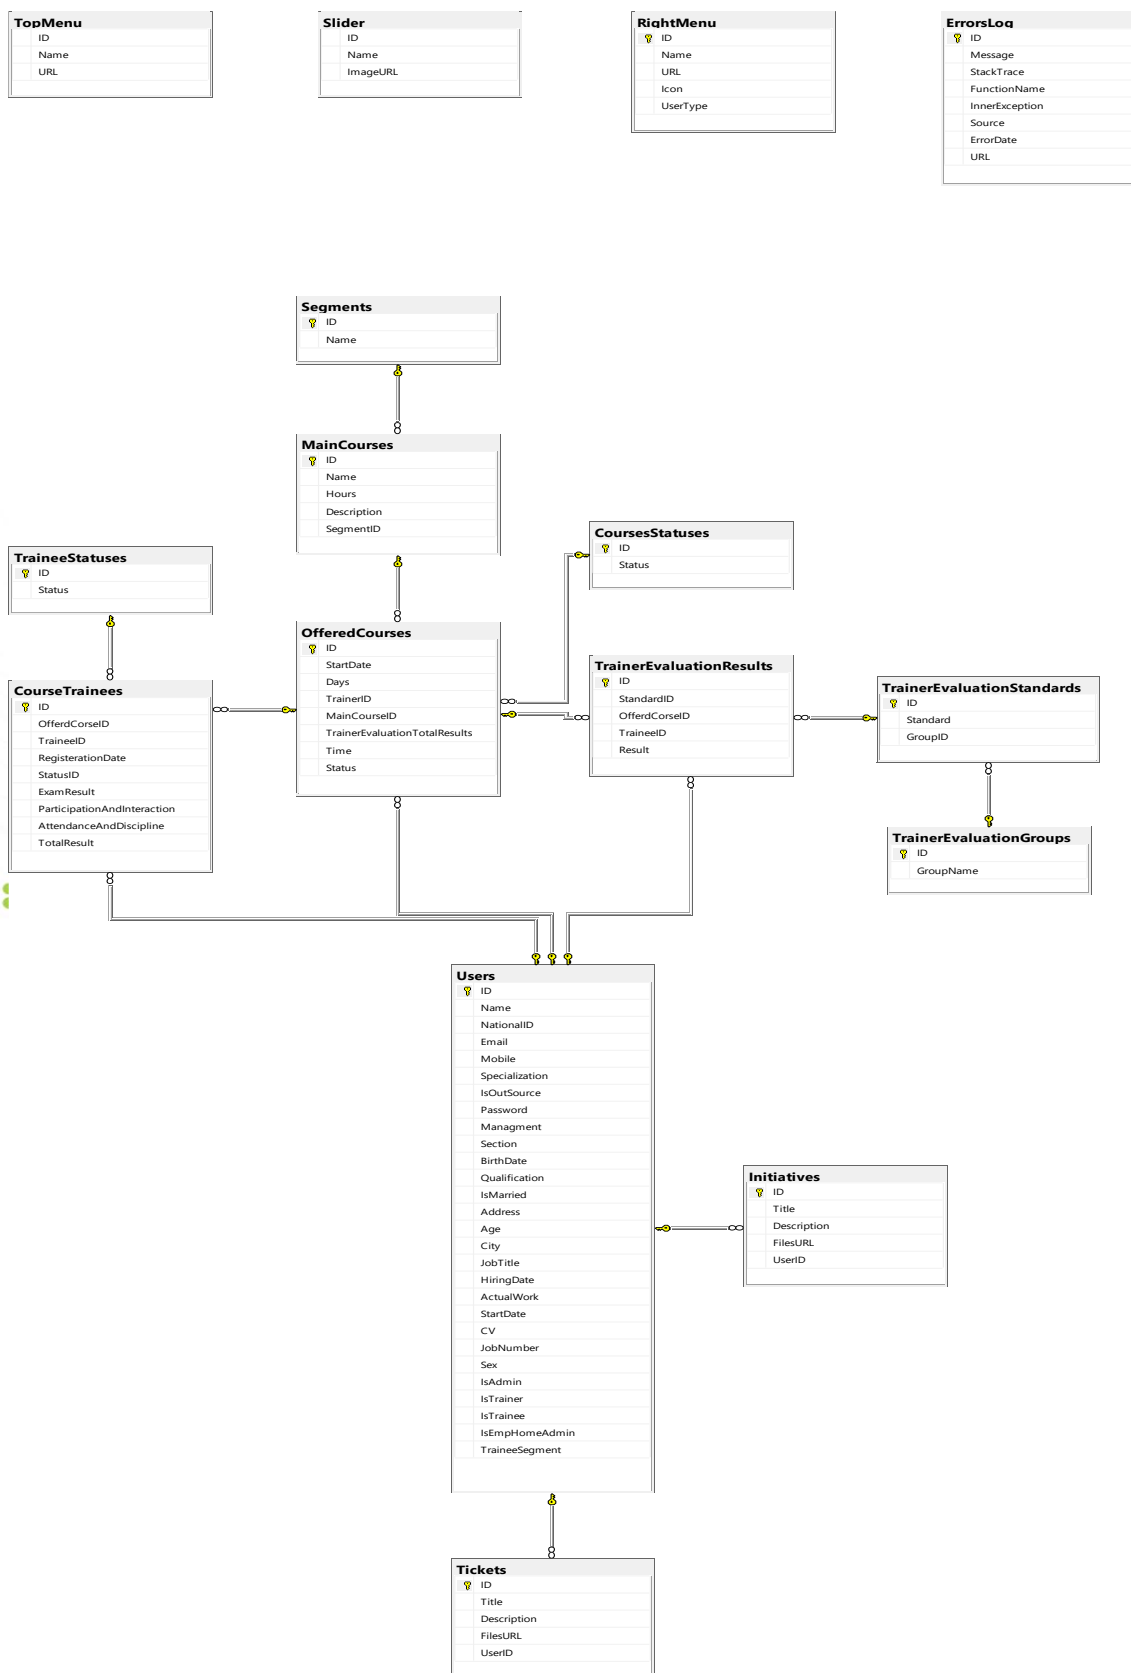 TopMenu
ID
Name
URL
Slider
ID
Name
ImageURL
RightMenu
ID
Name
URL
Icon
UserType
ErrorsLog
ID
Message
StackTrace
FunctionName
InnerException
Source
ErrorDate
URL
Segments
ID
Name
MainCourses
ID
Name
Hours
Description
SegmentID
CoursesStatuses
ID
Status
TraineeStatuses
ID
Status
OfferedCourses
ID
StartDate
Days
TrainerID
MainCourseID
TrainerEvaluationTotalResults
Time
Status
TrainerEvaluationResults
ID
StandardID
OfferdCorseID
TraineeID
Result
TrainerEvaluationStandards
ID
Standard
GroupID
CourseTrainees
ID
OfferdCorseID
TraineeID
RegisterationDate
StatusID
ExamResult
ParticipationAndInteraction
AttendanceAndDiscipline
TotalResult
TrainerEvaluationGroups
ID
GroupName
Users
ID
Name
NationalID
Email
Mobile
Specialization
IsOutSource
Password
Managment
Section
BirthDate
Qualification
IsMarried
Address
Age
City
JobTitle
HiringDate
ActualWork
StartDate
CV
JobNumber
Sex
IsAdmin
IsTrainer
IsTrainee
IsEmpHomeAdmin
TraineeSegment
Initiatives
ID
Title
Description
FilesURL
UserID
Tickets
ID
Title
Description
FilesURL
UserID